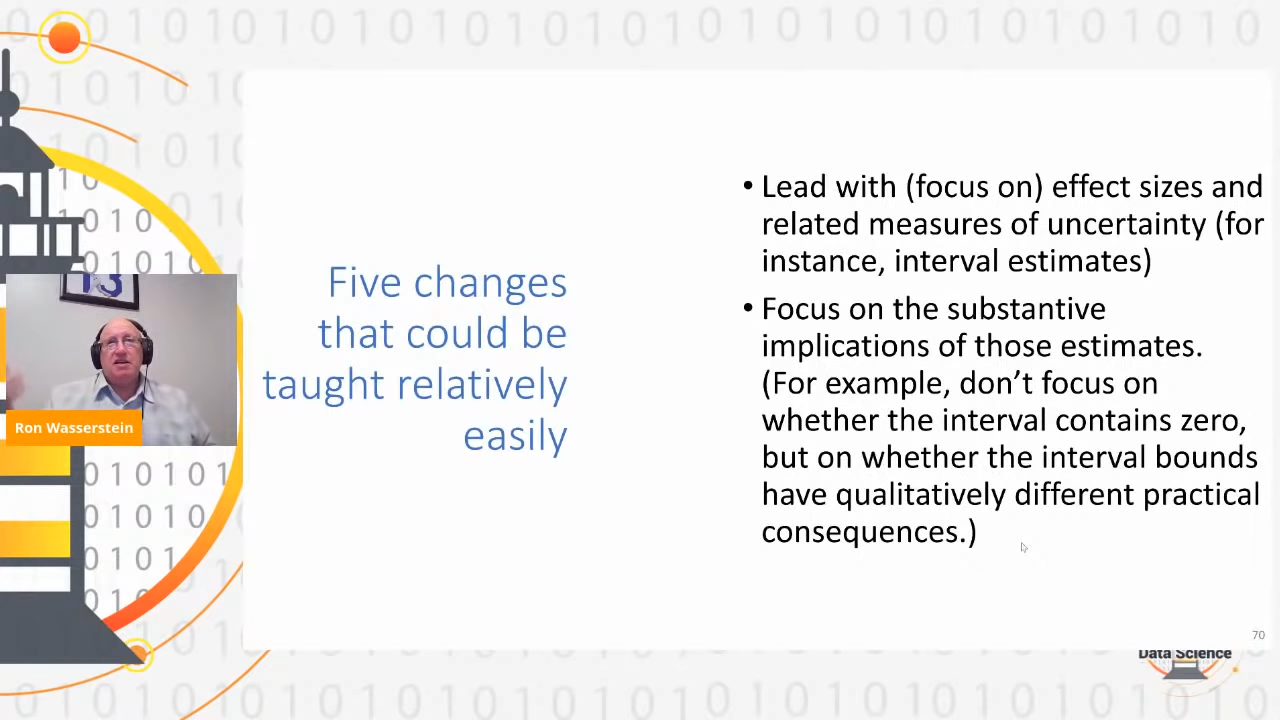 13
Ron Wasserstein
Five changes
that could be
taught relatively
easily
• Lead with (focus on) effect sizes and
related measures of uncertainty (for
instance, interval estimates)
• Focus on the substantive
implications of those estimates.
(For example, don’t focus on
whether the interval contains zero,
but on whether the interval bounds
have qualitatively different practical
consequences.)
70
Data Science